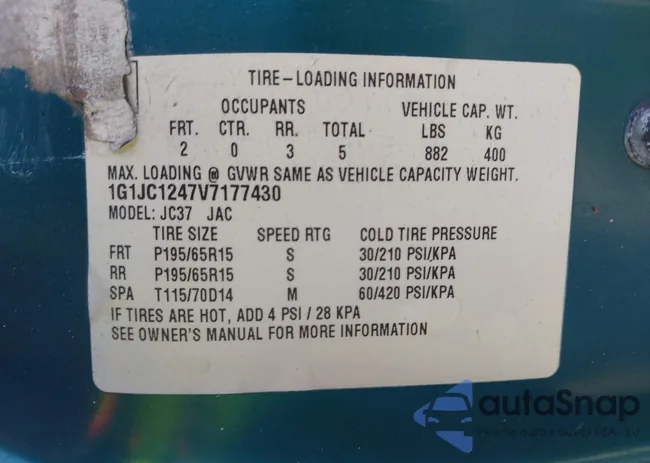 TIRE-LOADING INFORMATION
OCCUPANTS VEHICLE CAP. WT.
FRT. CTR. RR. TOTAL LBS KG
2 0 3 5 882 400
MAX. LOADING @ GVWR SAME AS VEHICLE CAPACITY WEIGHT.
1G1JC1247V7177430
MODEL: JC37 JAC
TIRE SIZE SPEED RTG COLD TIRE PRESSURE
FRT P195/65R15 S 30/210 PSI/KPA
RR P195/65R15 S 30/210 PSI/KPA
SPA T115/70D14 M 60/420 PSI/KPA
IF TIRES ARE HOT, ADD 4 PSI / 28 KPA
SEE OWNER'S MANUAL FOR MORE INFORMATION
autoSnap